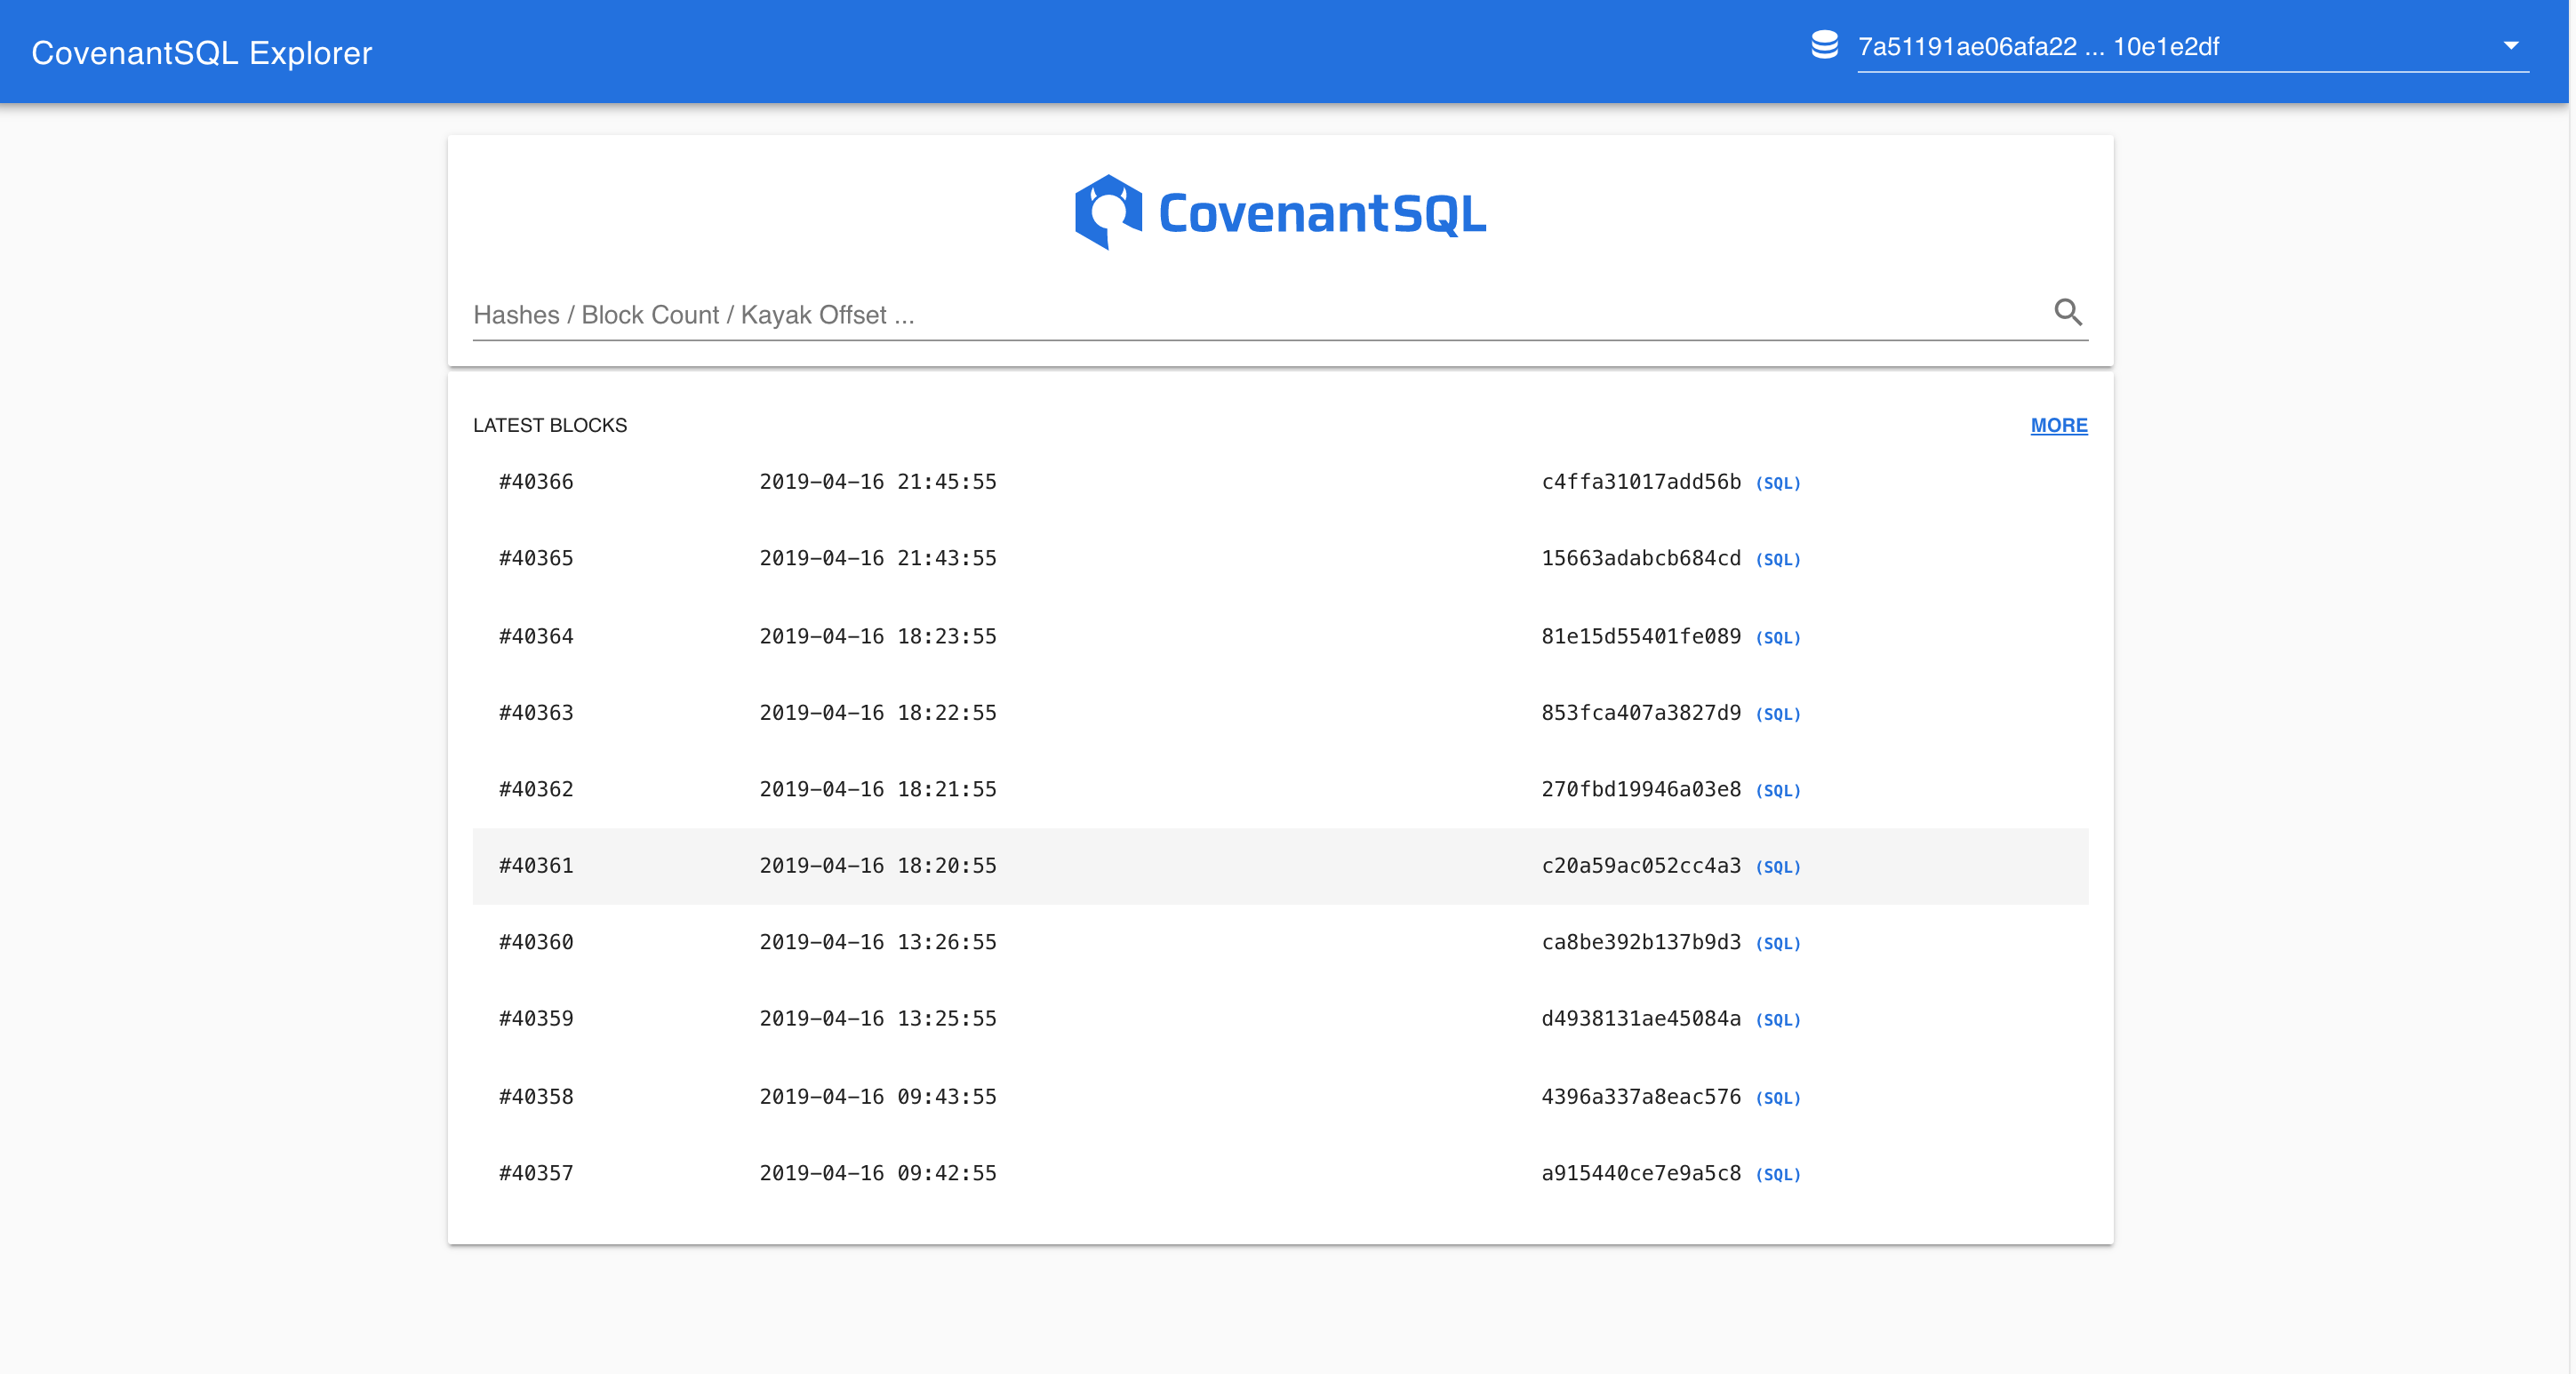 CovenantSQL Explorer
7a51191ae06afa22 ... 10e1e2df
CovenantSQL
Hashes / Block Count / Kayak Offset ...
LATEST BLOCKS MORE
#40366 2019-04-16 21:45:55 c4ffa31017add56b (SQL)
#40365 2019-04-16 21:43:55 15663adabcb684cd (SQL)
#40364 2019-04-16 18:23:55 81e15d55401fe089 (SQL)
#40363 2019-04-16 18:22:55 853fca407a3827d9 (SQL)
#40362 2019-04-16 18:21:55 270fbd19946a03e8 (SQL)
#40361 2019-04-16 18:20:55 c20a59ac052cc4a3 (SQL)
#40360 2019-04-16 13:26:55 ca8be392b137b9d3 (SQL)
#40359 2019-04-16 13:25:55 d4938131ae45084a (SQL)
#40358 2019-04-16 09:43:55 4396a337a8eac576 (SQL)
#40357 2019-04-16 09:42:55 a915440ce7e9a5c8 (SQL)